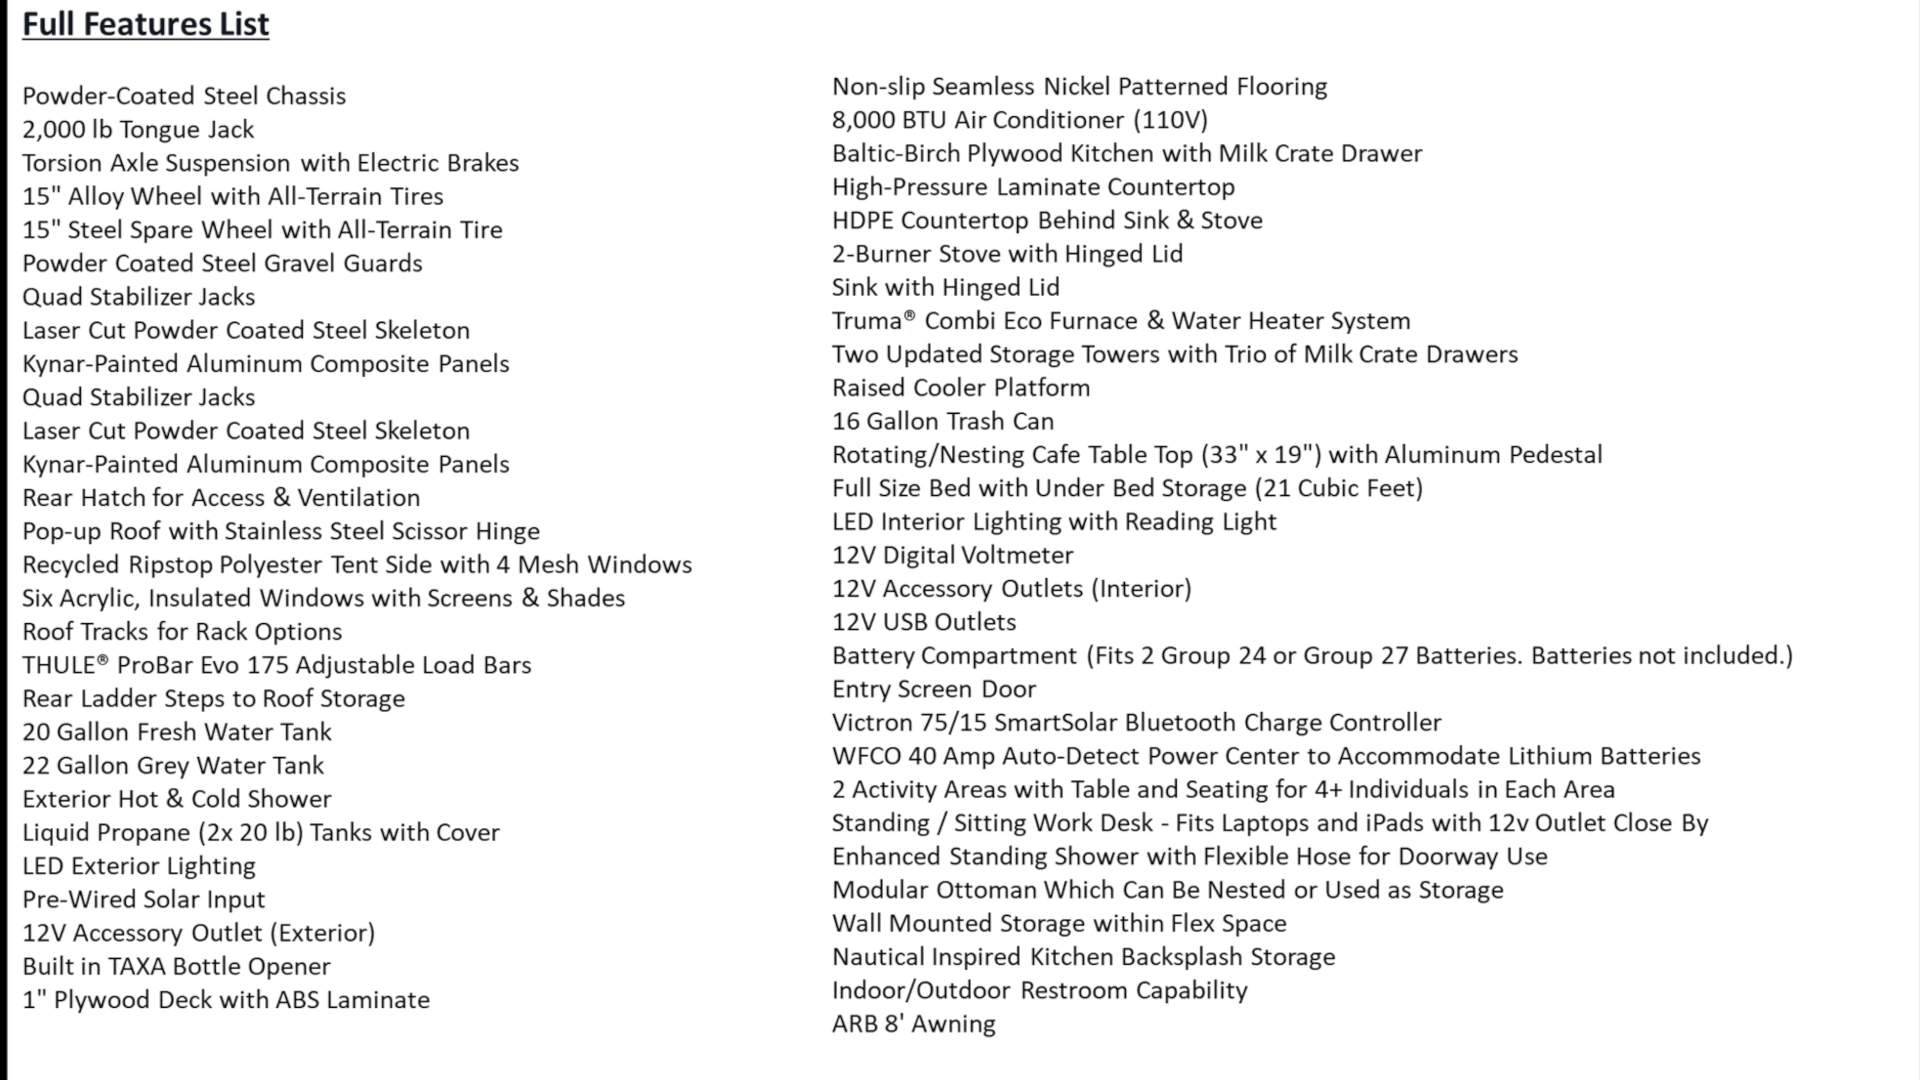 Full Features List
Powder-Coated Steel Chassis
2,000 lb Tongue Jack
Torsion Axle Suspension with Electric Brakes
15" Alloy Wheel with All-Terrain Tires
15" Steel Spare Wheel with All-Terrain Tire
Powder Coated Steel Gravel Guards
Quad Stabilizer Jacks
Laser Cut Powder Coated Steel Skeleton
Kynar-Painted Aluminum Composite Panels
Quad Stabilizer Jacks
Laser Cut Powder Coated Steel Skeleton
Kynar-Painted Aluminum Composite Panels
Rear Hatch for Access & Ventilation
Pop-up Roof with Stainless Steel Scissor Hinge
Recycled Ripstop Polyester Tent Side with 4 Mesh Windows
Six Acrylic, Insulated Windows with Screens & Shades
Roof Tracks for Rack Options
THULE® ProBar Evo 175 Adjustable Load Bars
Rear Ladder Steps to Roof Storage
20 Gallon Fresh Water Tank
22 Gallon Grey Water Tank
Exterior Hot & Cold Shower
Liquid Propane (2x 20 lb) Tanks with Cover
LED Exterior Lighting
Pre-Wired Solar Input
12V Accessory Outlet (Exterior)
Built in TAXA Bottle Opener
1" Plywood Deck with ABS Laminate
Non-slip Seamless Nickel Patterned Flooring
8,000 BTU Air Conditioner (110V)
Baltic-Birch Plywood Kitchen with Milk Crate Drawer
High-Pressure Laminate Countertop
HDPE Countertop Behind Sink & Stove
2-Burner Stove with Hinged Lid
Sink with Hinged Lid
Truma® Combi Eco Furnace & Water Heater System
Two Updated Storage Towers with Trio of Milk Crate Drawers
Raised Cooler Platform
16 Gallon Trash Can
Rotating/Nesting Cafe Table Top (33" x 19") with Aluminum Pedestal
Full Size Bed with Under Bed Storage (21 Cubic Feet)
LED Interior Lighting with Reading Light
12V Digital Voltmeter
12V Accessory Outlets (Interior)
12V USB Outlets
Battery Compartment (Fits 2 Group 24 or Group 27 Batteries. Batteries not included.)
Entry Screen Door
Victron 75/15 SmartSolar Bluetooth Charge Controller
WFCO 40 Amp Auto-Detect Power Center to Accommodate Lithium Batteries
2 Activity Areas with Table and Seating for 4+ Individuals in Each Area
Standing / Sitting Work Desk - Fits Laptops and iPads with 12v Outlet Close By
Enhanced Standing Shower with Flexible Hose for Doorway Use
Modular Ottoman Which Can Be Nested or Used as Storage
Wall Mounted Storage within Flex Space
Nautical Inspired Kitchen Backsplash Storage
Indoor/Outdoor Restroom Capability
ARB 8' Awning